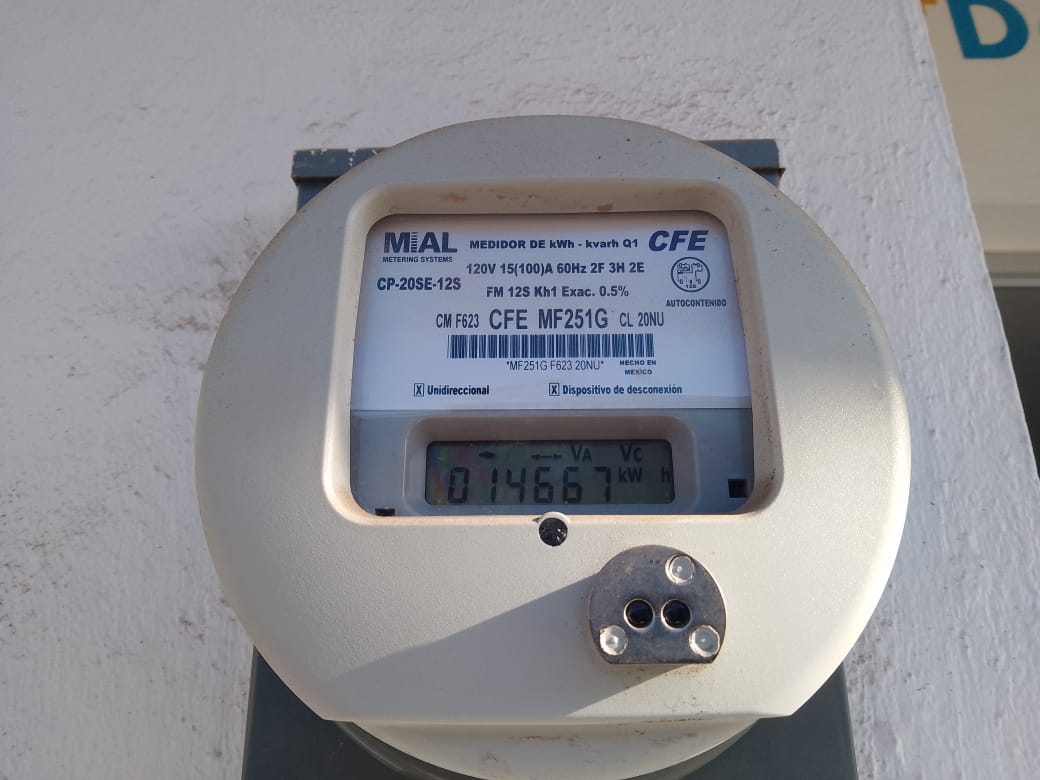 MIAL
METERING SYSTEMS
MEDIDOR DE kWh - kvarh Q1
CFE
120V 15(100)A 60Hz 2F 3H 2E
CP-20SE-12S
FM 12S Kh1 Exac. 0.5%
12S
AUTOCONTENIDO
CM F623 CFE MF251G CL 20NU
*MF251G F623 20NU*
HECHO EN
MEXICO
X Unidireccional
X Dispositivo de desconexión
VA VC
014667 kW h
D